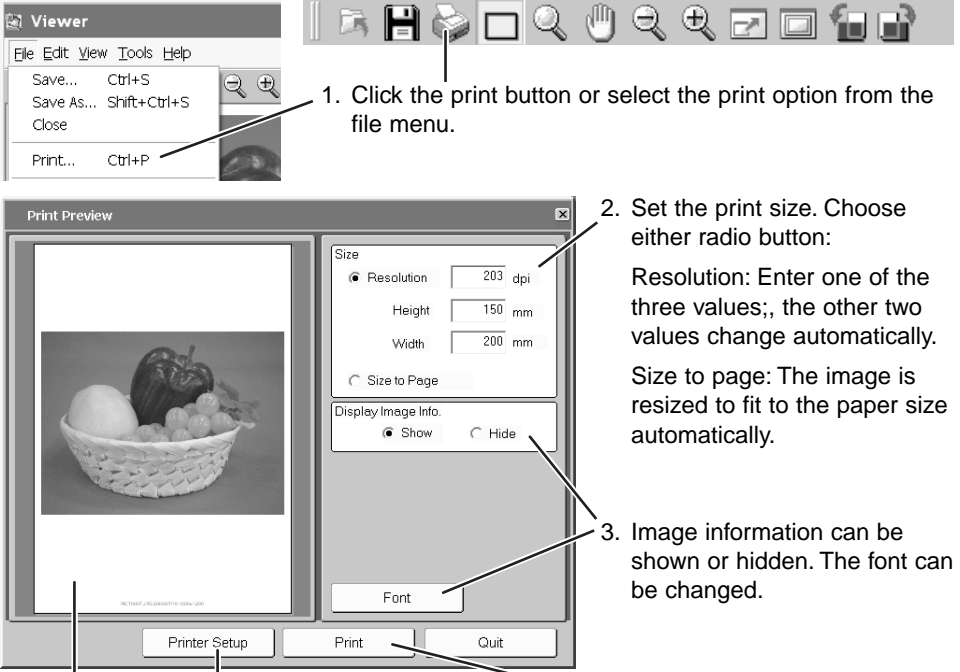 Viewer
File Edit View Tools Help
Save... Ctrl+S
Save As... Shift+Ctrl+S
Close
Print... Ctrl+P
1. Click the print button or select the print option from the
file menu.
Print Preview
Size
Resolution 203 dpi
Height 150 mm
Width 200 mm
Size to Page
Display Image Info.
Show Hide
Font
Printer Setup Print Quit
2. Set the print size. Choose
either radio button:
Resolution: Enter one of the
three values;, the other two
values change automatically.
Size to page: The image is
resized to fit to the paper size
automatically.
3. Image information can be
shown or hidden. The font can
be changed.